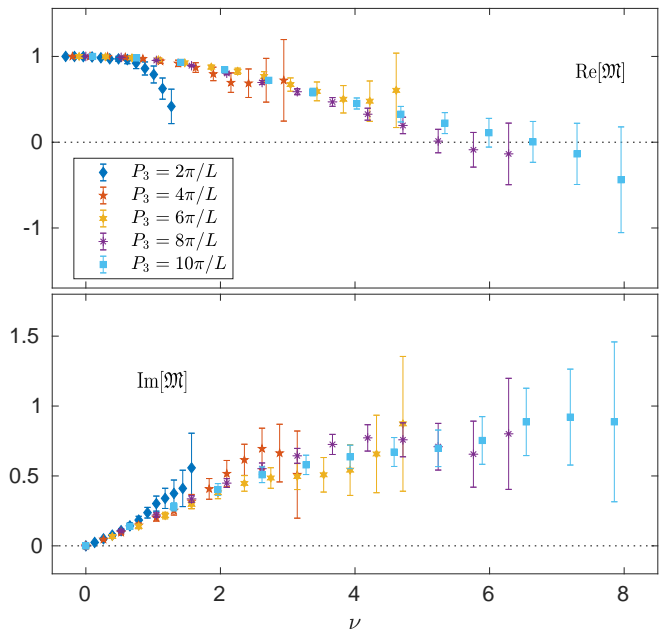 1
0
-1
Re[𝔐]
P₃ = 2π/L
P₃ = 4π/L
P₃ = 6π/L
P₃ = 8π/L
P₃ = 10π/L
1.5
1
0.5
0
Im[𝔐]
0 2 4 6 8
ν